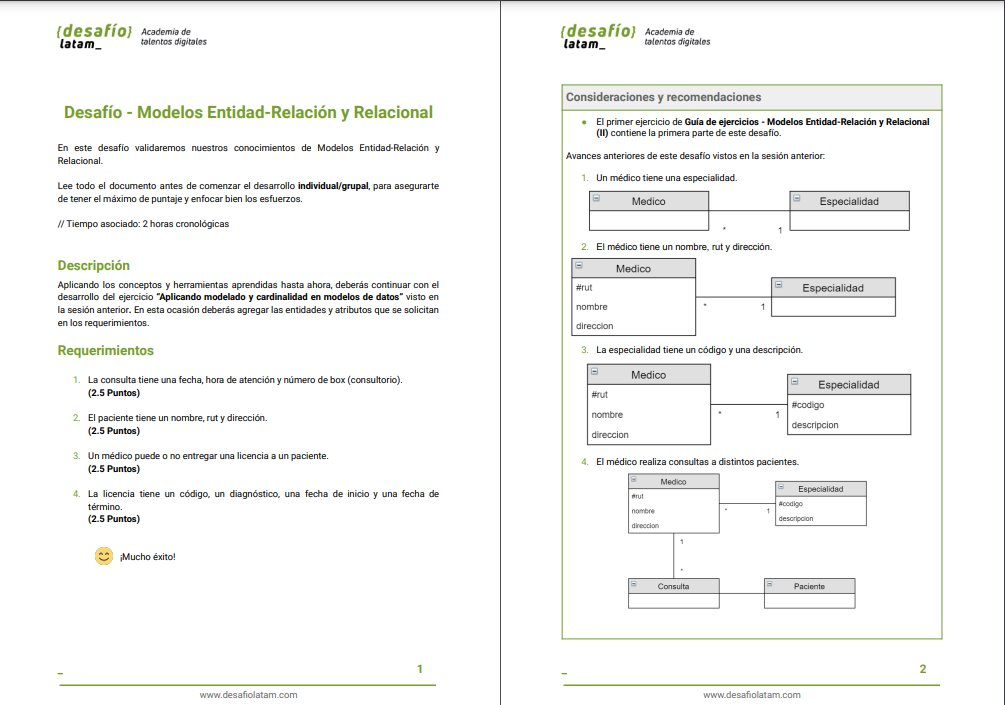 {desafío}
latam_
Academia de
talentos digitales
Desafío - Modelos Entidad-Relación y Relacional
En este desafío validaremos nuestros conocimientos de Modelos Entidad-Relación y
Relacional.
Lee todo el documento antes de comenzar el desarrollo individual/grupal, para asegurarte
de tener el máximo de puntaje y enfocar bien los esfuerzos.
// Tiempo asociado: 2 horas cronológicas
Descripción
Aplicando los conceptos y herramientas aprendidas hasta ahora, deberás continuar con el
desarrollo del ejercicio “Aplicando modelado y cardinalidad en modelos de datos” visto en
la sesión anterior. En esta ocasión deberás agregar las entidades y atributos que se solicitan
en los requerimientos.
Requerimientos
1. La consulta tiene una fecha, hora de atención y número de box (consultorio).
(2.5 Puntos)
2. El paciente tiene un nombre, rut y dirección.
(2.5 Puntos)
3. Un médico puede o no entregar una licencia a un paciente.
(2.5 Puntos)
4. La licencia tiene un código, un diagnóstico, una fecha de inicio y una fecha de
término.
(2.5 Puntos)
¡Mucho éxito!
_
1
www.desafiolatam.com
{desafío}
latam_
Academia de
talentos digitales
Consideraciones y recomendaciones
● El primer ejercicio de Guía de ejercicios - Modelos Entidad-Relación y Relacional
(II) contiene la primera parte de este desafío.
Avances anteriores de este desafío vistos en la sesión anterior:
1. Un médico tiene una especialidad.
Medico
Especialidad
* 1
2. El médico tiene un nombre, rut y dirección.
Medico
#rut
nombre
direccion
* 1
Especialidad
3. La especialidad tiene un código y una descripción.
Medico
#rut
nombre
direccion
* 1
Especialidad
#codigo
descripcion
4. El médico realiza consultas a distintos pacientes.
Medico
#rut
nombre
direccion
* 1
Especialidad
#codigo
descripcion
1
*
Consulta
Paciente
_
2
www.desafiolatam.com